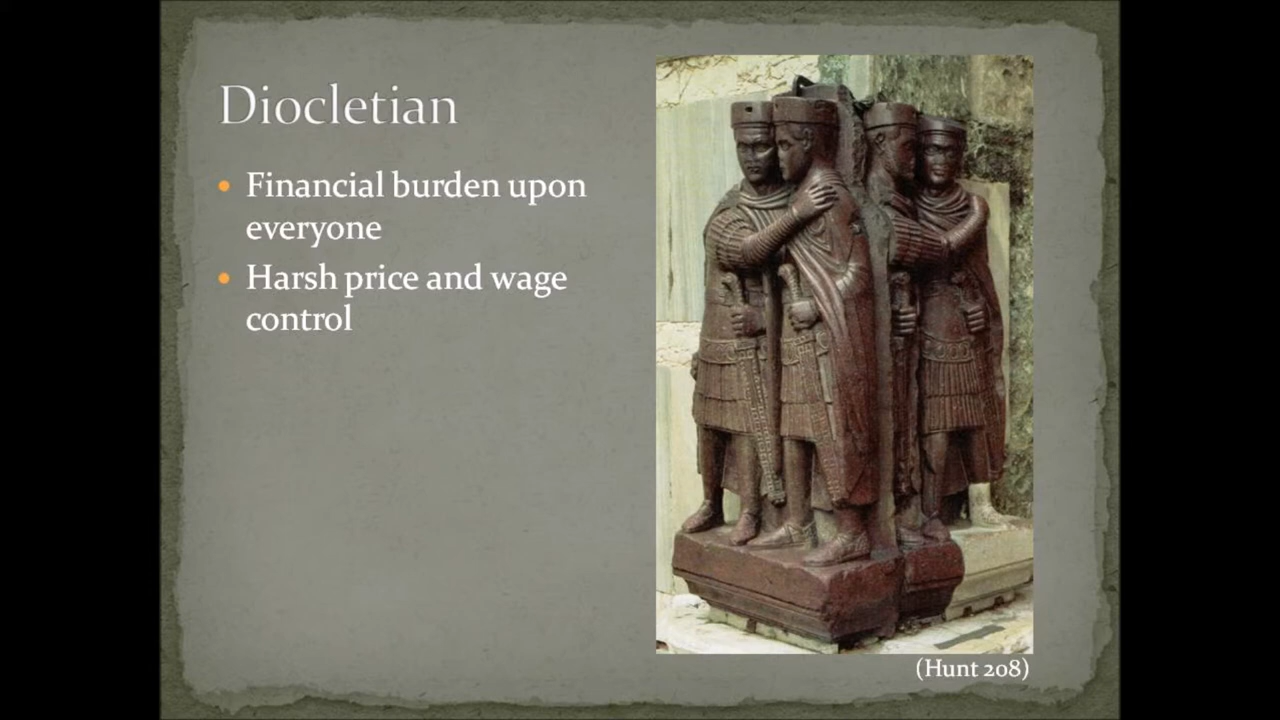 Diocletian
• Financial burden upon
everyone
• Harsh price and wage
control
(Hunt 208)